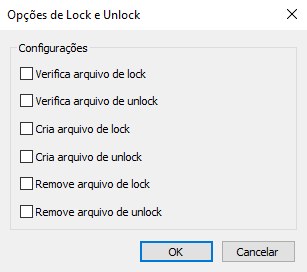 Opções de Lock e Unlock
Configurações
Verifica arquivo de lock
Verifica arquivo de unlock
Cria arquivo de lock
Cria arquivo de unlock
Remove arquivo de lock
Remove arquivo de unlock
OK
Cancelar